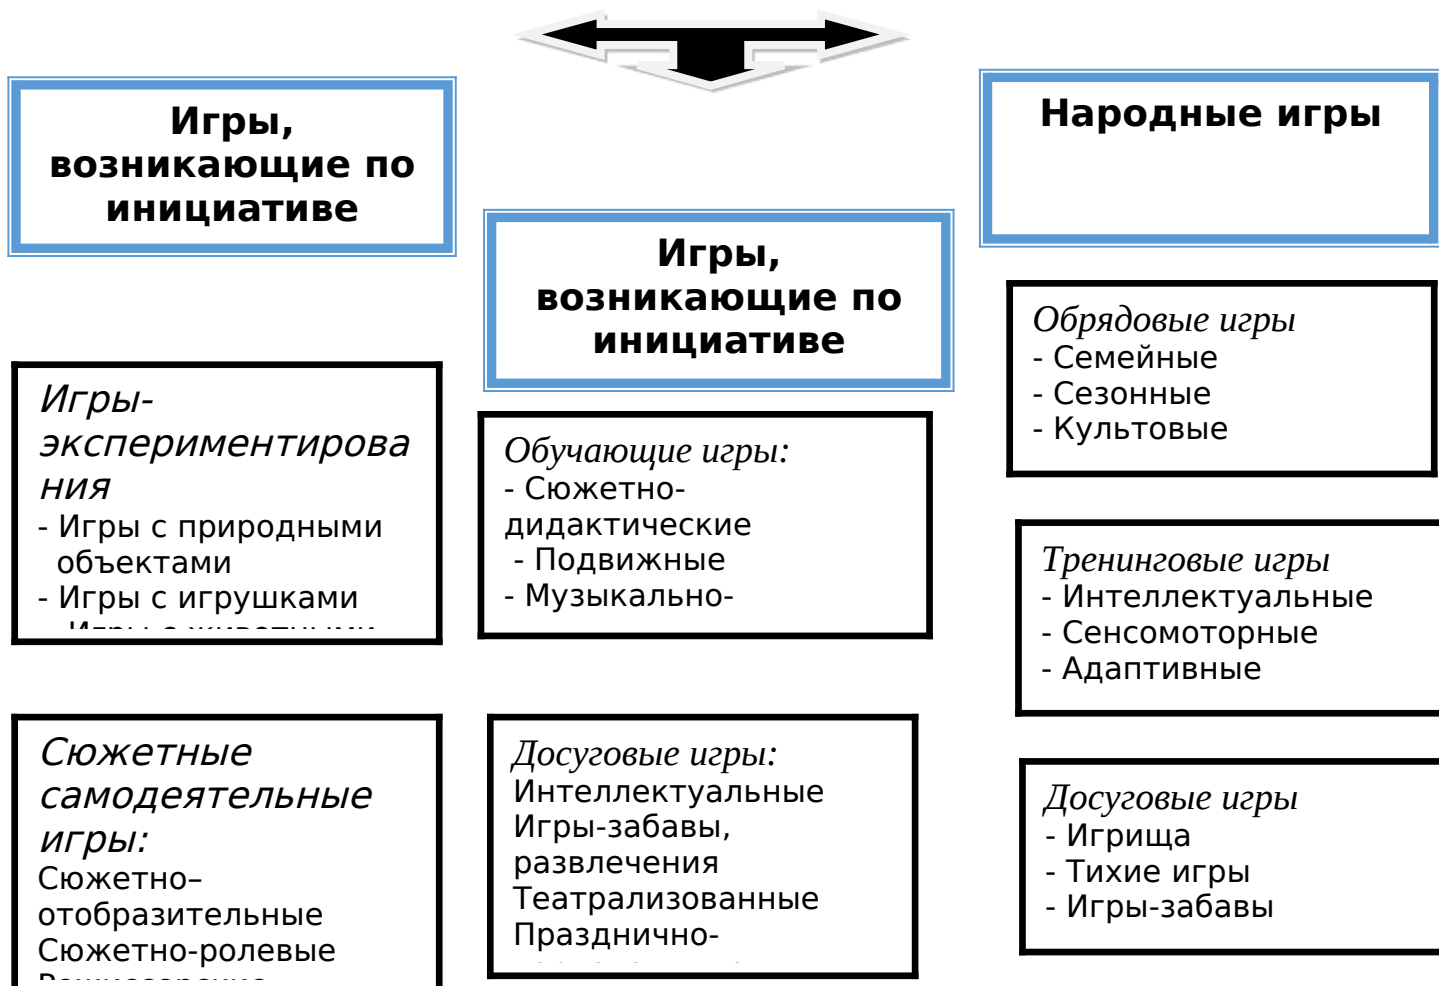 Игры,
возникающие по
инициативе
Игры-
экспериментирова
ния
- Игры с природными
объектами
- Игры с игрушками
- Игры с животными
Сюжетные
самодеятельные
игры:
Сюжетно–
отобразительные
Сюжетно-ролевые
Игры,
возникающие по
инициативе
Обучающие игры:
- Сюжетно-
дидактические
- Подвижные
- Музыкально-
Досуговые игры:
Интеллектуальные
Игры-забавы,
развлечения
Театрализованные
Празднично-
Народные игры
Обрядовые игры
- Семейные
- Сезонные
- Культовые
Тренинговые игры
- Интеллектуальные
- Сенсомоторные
- Адаптивные
Досуговые игры
- Игрища
- Тихие игры
- Игры-забавы